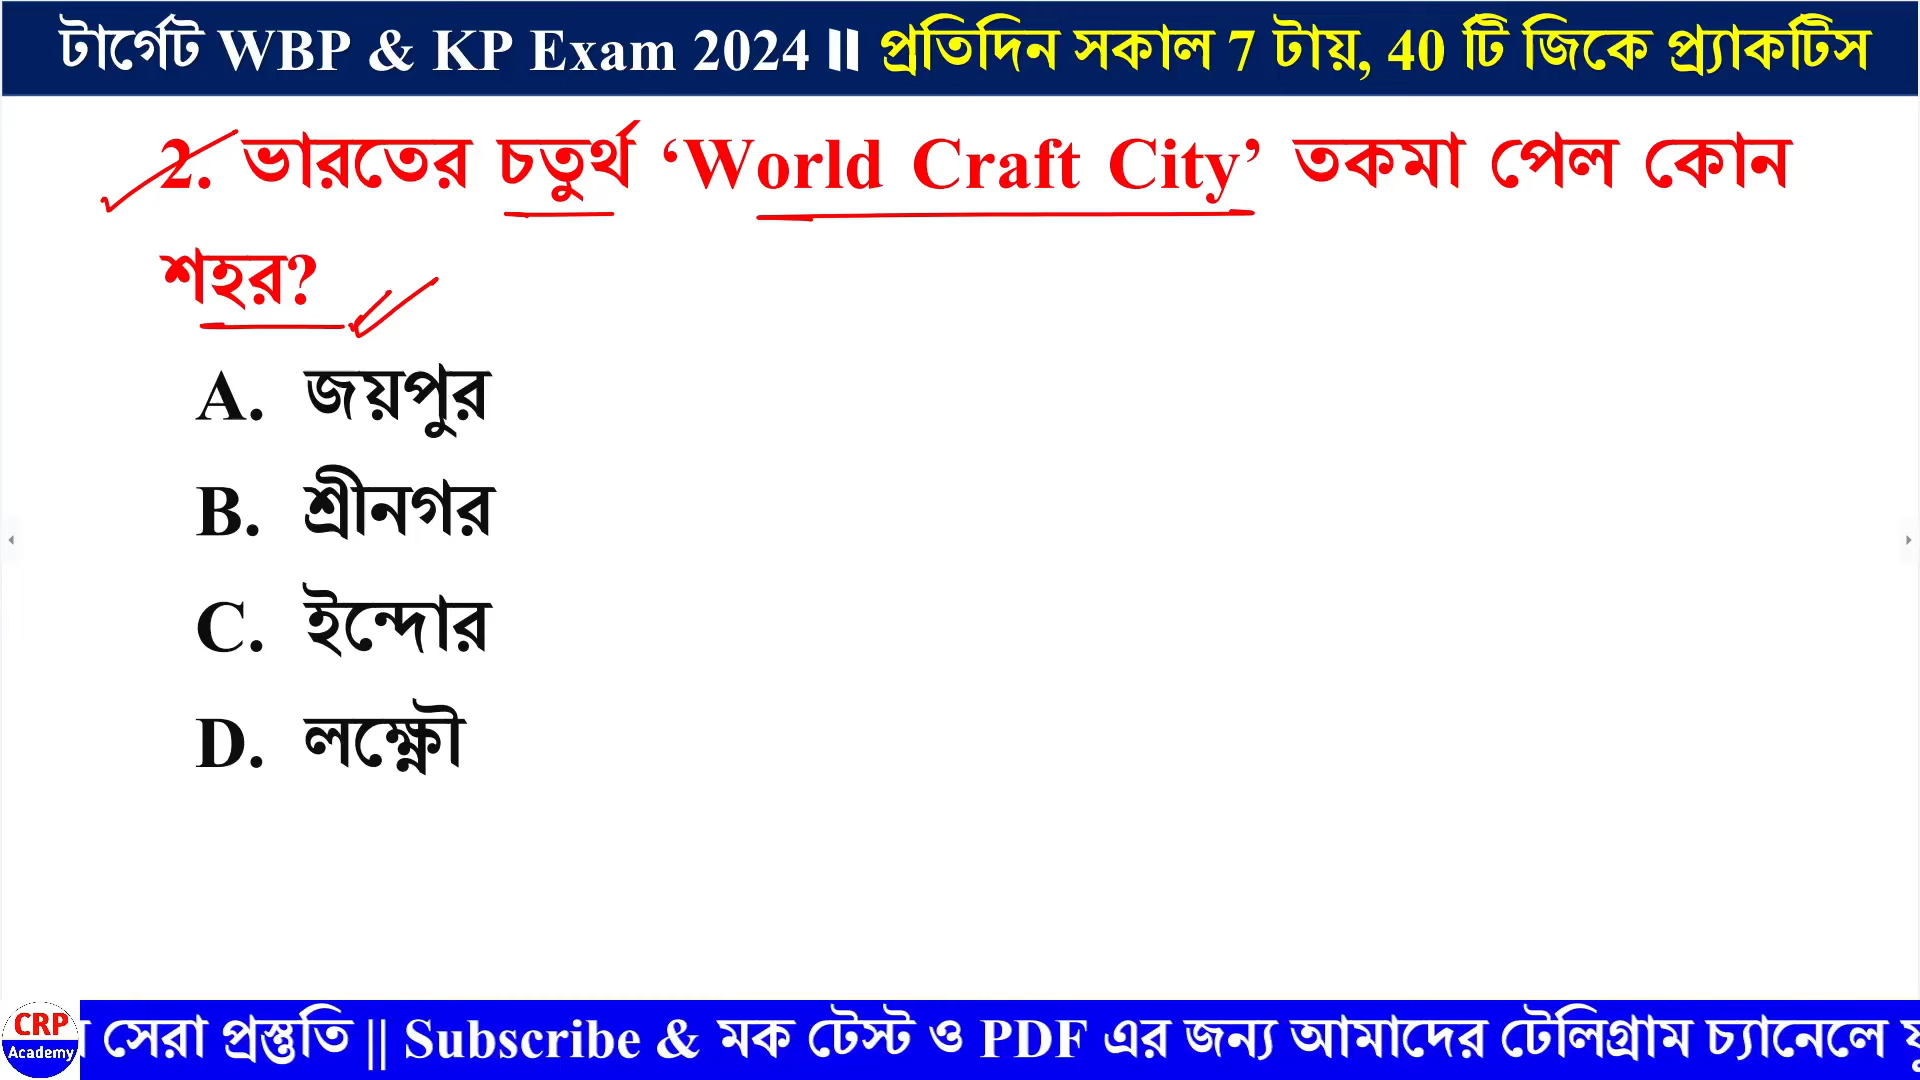 টার্গেট WBP & KP Exam 2024 ॥ প্রতিদিন সকাল 7 টায়, 40 টি জিকে প্র্যাকটিস
2. ভারতের চতুর্থ ‘World Craft City’ তকমা পেল কোন
শহর?
A. জয়পুর
B. শ্রীনগর
C. ইন্দোর
D. লক্ষ্ণৌ
CRP
Academy
সেরা প্রস্তুতি || Subscribe & মক টেস্ট ও PDF এর জন্য আমাদের টেলিগ্রাম চ্যানেলে